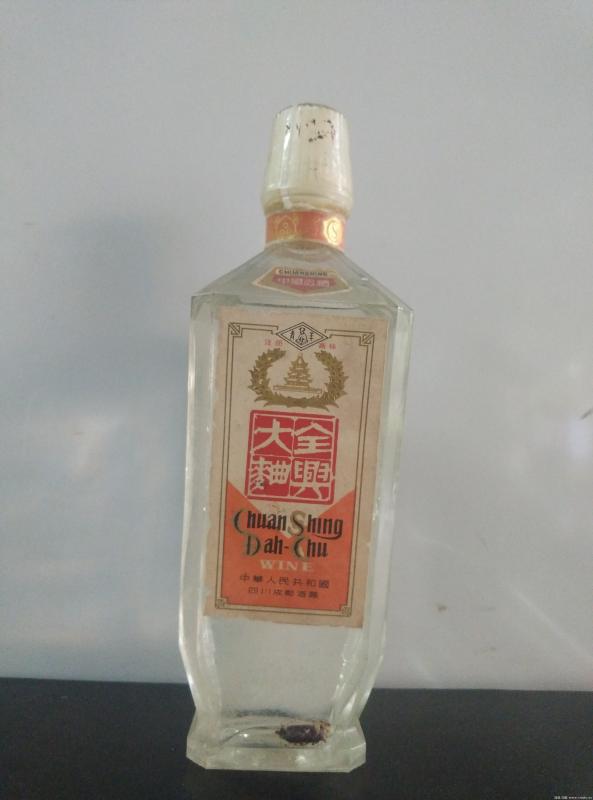 CHUANSHING
中國名酒
註冊 商標
全興
大麯
Chuan Shing
Dah-Chu
WINE
中華人民共和國
四川成都酒廠